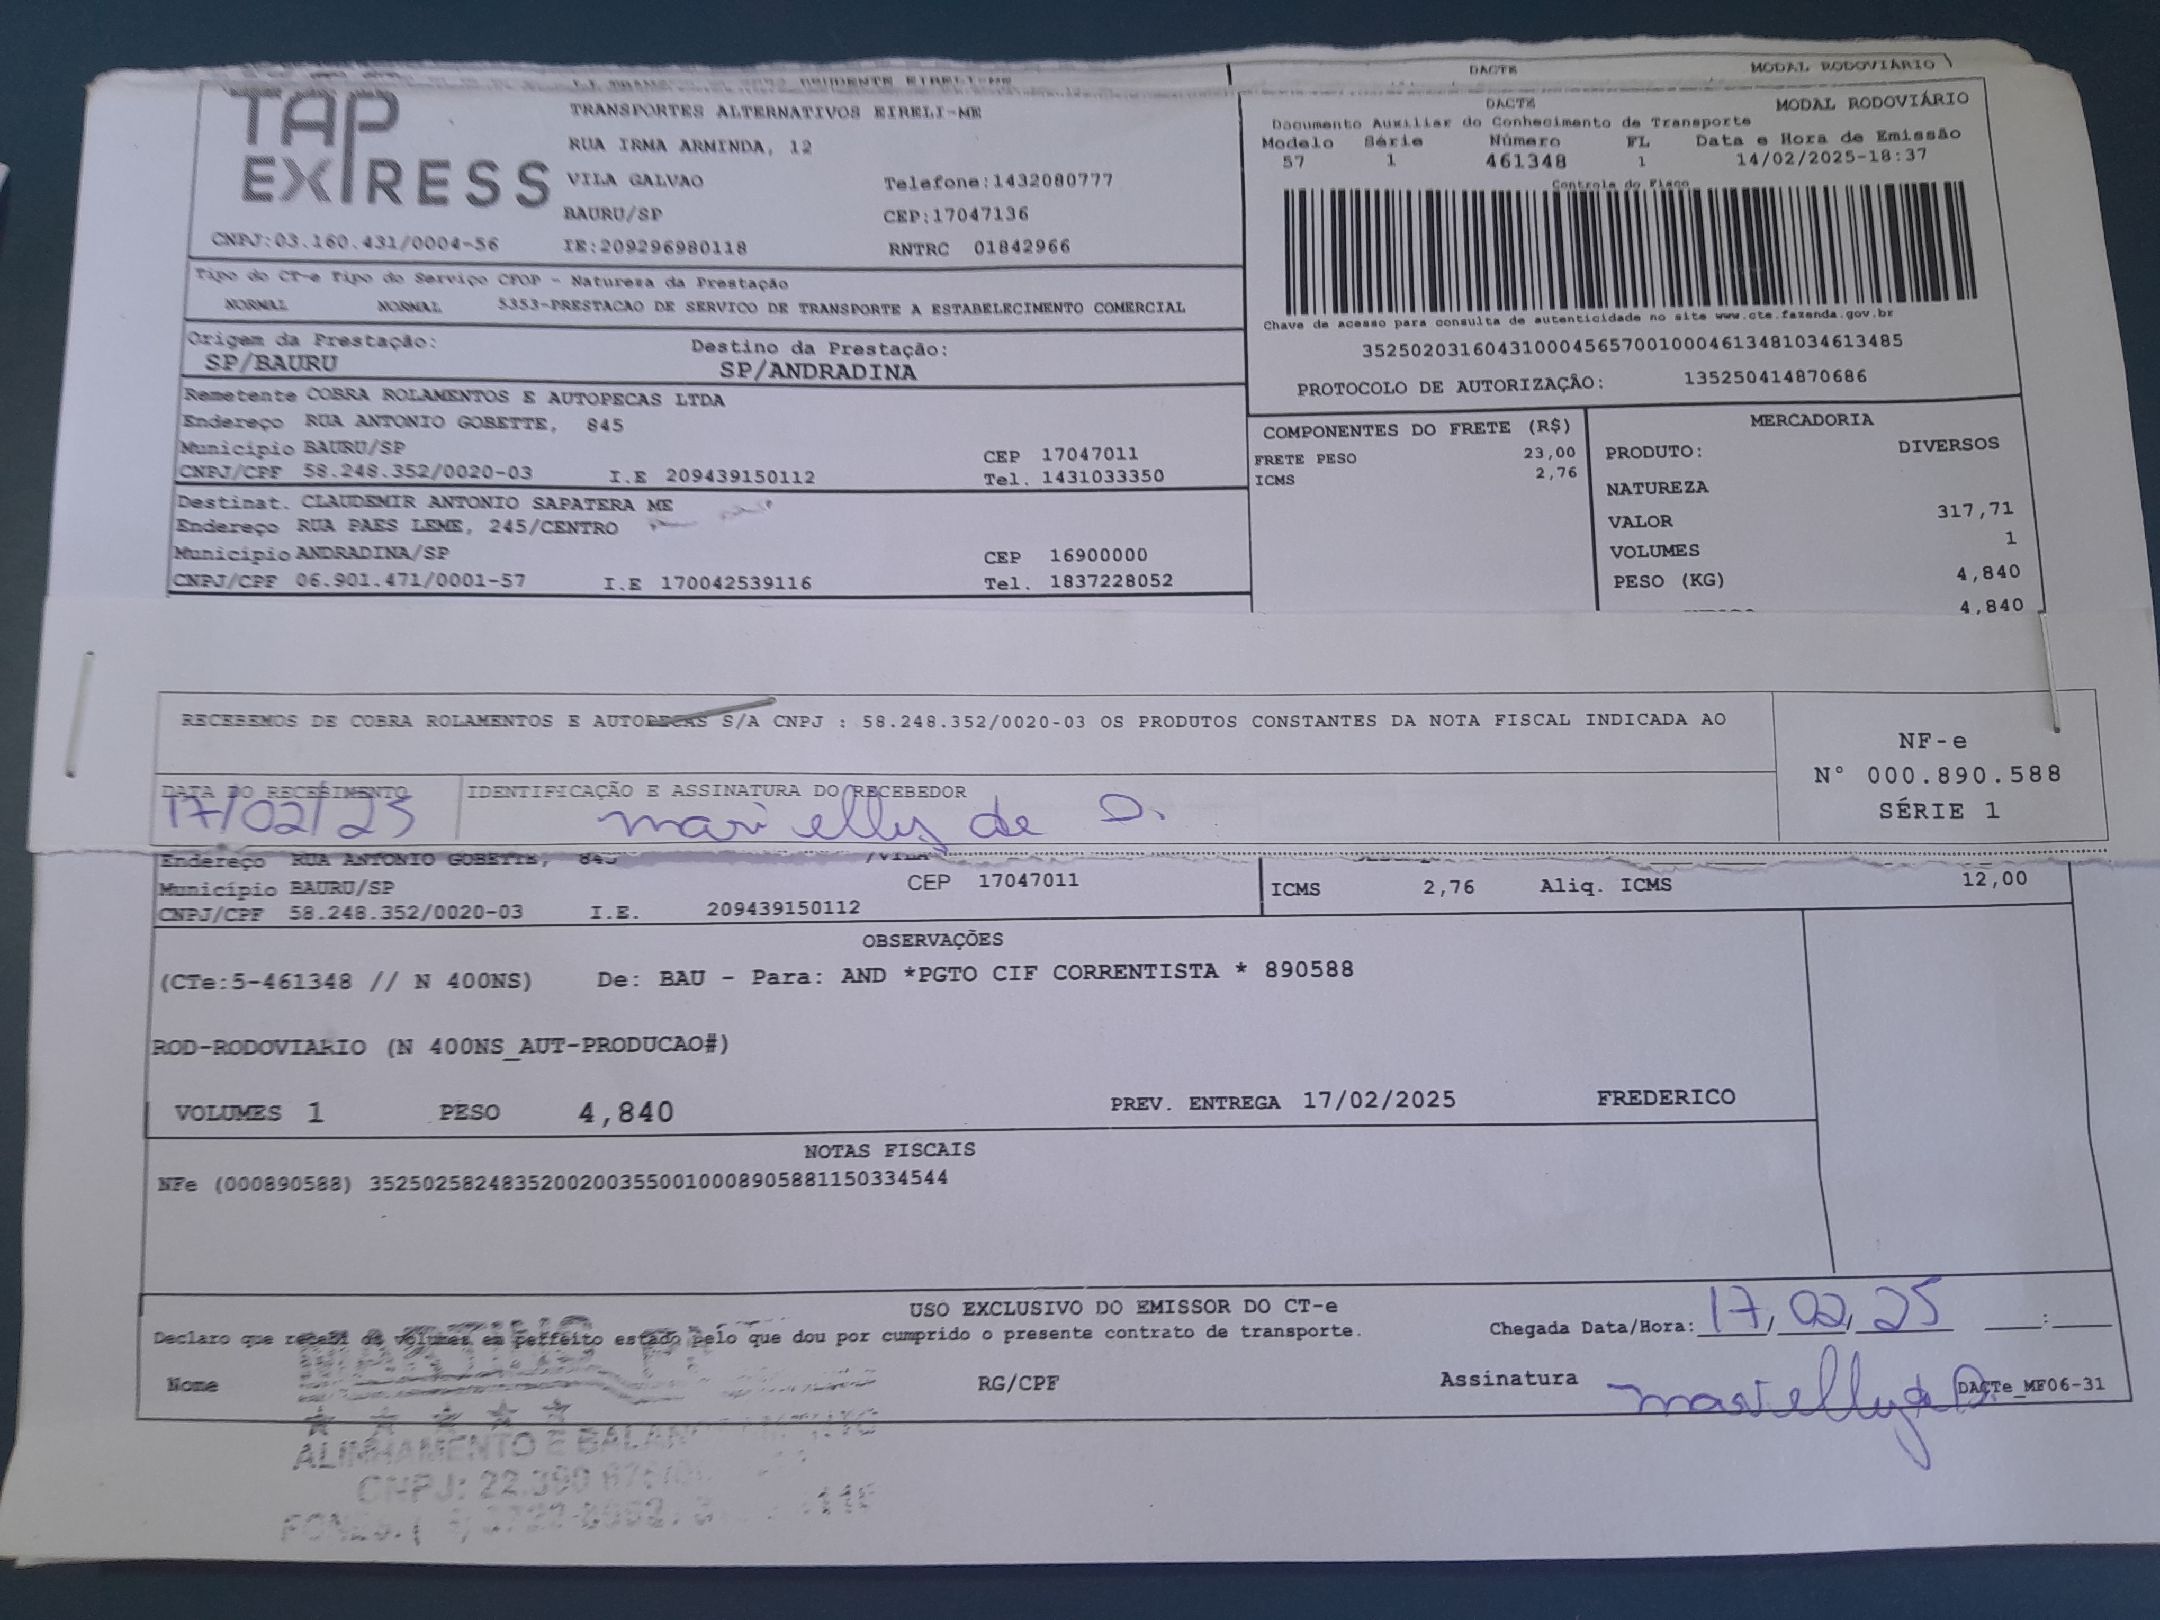 DACTE MODAL RODOVIÁRIO
TAP EXPRESS
TRANSPORTES ALTERNATIVOS EIRELI-ME
RUA IRMA ARMINDA, 12
VILA GALVAO Telefone:1432080777
BAURU/SP CEP:17047136
CNPJ:03.160.431/0004-56 IE:209296980118 RNTRC 01842966
DACTE MODAL RODOVIÁRIO
Documento Auxiliar do Conhecimento de Transporte
Modelo Série Número FL Data e Hora de Emissão
57 1 461348 1 14/02/2025-18:37
Controle do Fisco
Chave de acesso para consulta de autenticidade no site www.cte.fazenda.gov.br
35250203160431000456570010004613481034613485
PROTOCOLO DE AUTORIZAÇÃO: 135250414870686
Tipo do CT-e Tipo do Serviço CFOP - Natureza da Prestação
NORMAL NORMAL 5353-PRESTACAO DE SERVICO DE TRANSPORTE A ESTABELECIMENTO COMERCIAL
Origem da Prestação: Destino da Prestação:
SP/BAURU SP/ANDRADINA
Remetente COBRA ROLAMENTOS E AUTOPECAS LTDA
Endereço RUA ANTONIO GOBETTE, 845
Município BAURU/SP CEP 17047011
CNPJ/CPF 58.248.352/0020-03 I.E 209439150112 Tel. 1431033350
Destinat. CLAUDEMIR ANTONIO SAPATERA ME
Endereço RUA PAES LEME, 245/CENTRO
Município ANDRADINA/SP CEP 16900000
CNPJ/CPF 06.901.471/0001-57 I.E 170042539116 Tel. 1837228052
COMPONENTES DO FRETE (R$)
FRETE PESO 23,00
ICMS 2,76
MERCADORIA
PRODUTO: DIVERSOS
NATUREZA
VALOR 317,71
VOLUMES 1
PESO (KG) 4,840
4,840
RECEBEMOS DE COBRA ROLAMENTOS E AUTOPECAS S/A CNPJ : 58.248.352/0020-03 OS PRODUTOS CONSTANTES DA NOTA FISCAL INDICADA AO
NF-e
N° 000.890.588
SÉRIE 1
DATA DO RECEBIMENTO IDENTIFICAÇÃO E ASSINATURA DO RECEBEDOR
17/02/25 marielly de D.
Endereço RUA ANTONIO GOBETTE, 845
Município BAURU/SP CEP 17047011
CNPJ/CPF 58.248.352/0020-03 I.E. 209439150112
ICMS 2,76 Aliq. ICMS 12,00
OBSERVAÇÕES
(CTe:5-461348 // N 400NS) De: BAU - Para: AND *PGTO CIF CORRENTISTA * 890588
ROD-RODOVIARIO (N 400NS_AUT-PRODUCAO#)
VOLUMES 1 PESO 4,840 PREV. ENTREGA 17/02/2025 FREDERICO
NOTAS FISCAIS
NFe (000890588) 35250258248352002003550010008905881150334544
USO EXCLUSIVO DO EMISSOR DO CT-e
Declaro que recebi os volumes em perfeito estado pelo que dou por cumprido o presente contrato de transporte.
Chegada Data/Hora: 17/02/25 __:__
Nome RG/CPF Assinatura marielly de D. DACTe_MF06-31
ALINHAMENTO E
CNPJ: 22.390